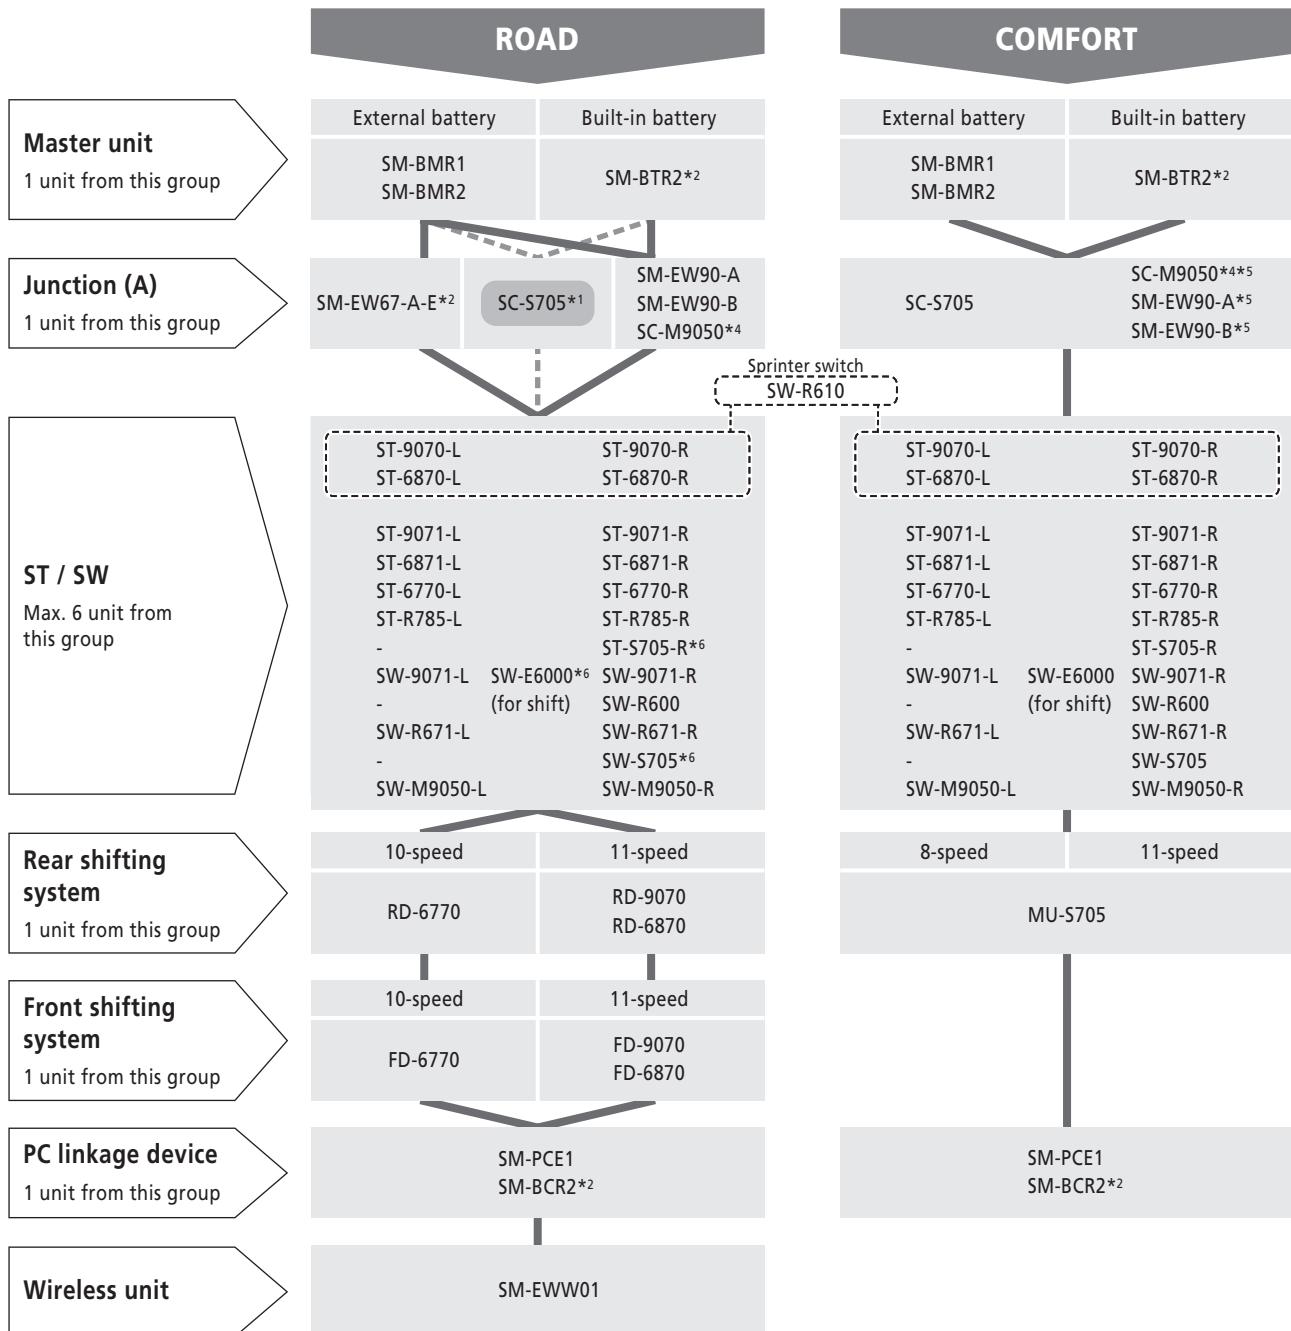 ROAD
COMFORT
Master unit
1 unit from this group
External battery
Built-in battery
SM-BMR1
SM-BMR2
SM-BTR2*2
External battery
Built-in battery
SM-BMR1
SM-BMR2
SM-BTR2*2
Junction (A)
1 unit from this group
SM-EW67-A-E*2
SC-S705*1
SM-EW90-A
SM-EW90-B
SC-M9050*4
SC-S705
SC-M9050*4*5
SM-EW90-A*5
SM-EW90-B*5
Sprinter switch
SW-R610
ST / SW
Max. 6 unit from
this group
ST-9070-L ST-9070-R
ST-6870-L ST-6870-R
ST-9071-L ST-9071-R
ST-6871-L ST-6871-R
ST-6770-L ST-6770-R
ST-R785-L ST-R785-R
- ST-S705-R*6
SW-9071-L SW-E6000*6 SW-9071-R
- (for shift) SW-R600
SW-R671-L SW-R671-R
- SW-S705*6
SW-M9050-L SW-M9050-R
ST-9070-L ST-9070-R
ST-6870-L ST-6870-R
ST-9071-L ST-9071-R
ST-6871-L ST-6871-R
ST-6770-L ST-6770-R
ST-R785-L ST-R785-R
- ST-S705-R
SW-9071-L SW-E6000 SW-9071-R
- (for shift) SW-R600
SW-R671-L SW-R671-R
- SW-S705
SW-M9050-L SW-M9050-R
Rear shifting
system
1 unit from this group
10-speed
11-speed
RD-6770
RD-9070
RD-6870
8-speed
11-speed
MU-S705
Front shifting
system
1 unit from this group
10-speed
11-speed
FD-6770
FD-9070
FD-6870
PC linkage device
1 unit from this group
SM-PCE1
SM-BCR2*2
SM-PCE1
SM-BCR2*2
Wireless unit
SM-EWW01